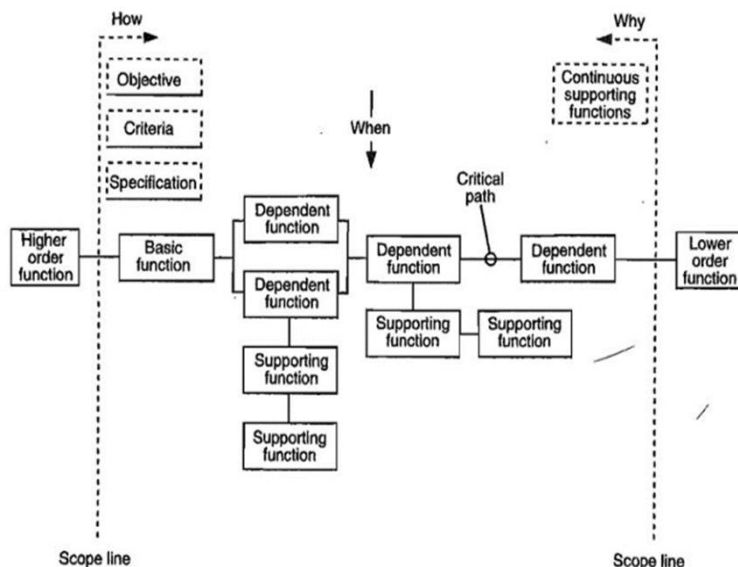 How
Why
Objective
Continuous
supporting
functions
Criteria
When
Specification
Critical
path
Dependent
function
Higher
order
function
Basic
function
Dependent
function
Dependent
function
Dependent
function
Lower
order
function
Supporting
function
Supporting
function
Supporting
function
Supporting
function
Scope line
Scope line